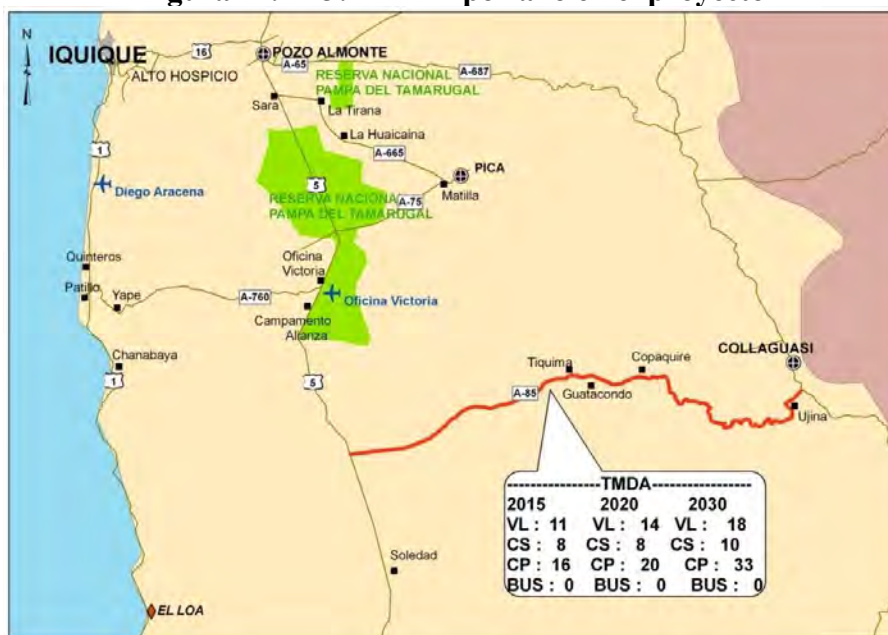 N
IQUIQUE
16
POZO ALMONTE
A-65
A-687
ALTO HOSPICIO
RESERVA NACIONAL
PAMPA DEL TAMARUGAL
Sara
La Tirana
La Huaicaina
1
A-665
PICA
5
Diego Aracena
Matilla
RESERVA NACIONAL
A-75
PAMPA DEL TAMARUGAL
Quinteros
Oficina
Victoria
Patillo
Yape
A-760
Oficina Victoria
Campamento
Alianza
COLLAGUASI
Chanabaya
Tiquima
Copaquire
1
5
A-85
Guatacondo
Ujina
-----------------TMDA------------------
2015 2020 2030
VL : 11 VL : 14 VL : 18
CS : 8 CS : 8 CS : 10
CP : 16 CP : 20 CP : 33
BUS : 0 BUS : 0 BUS : 0
Soledad
EL LOA